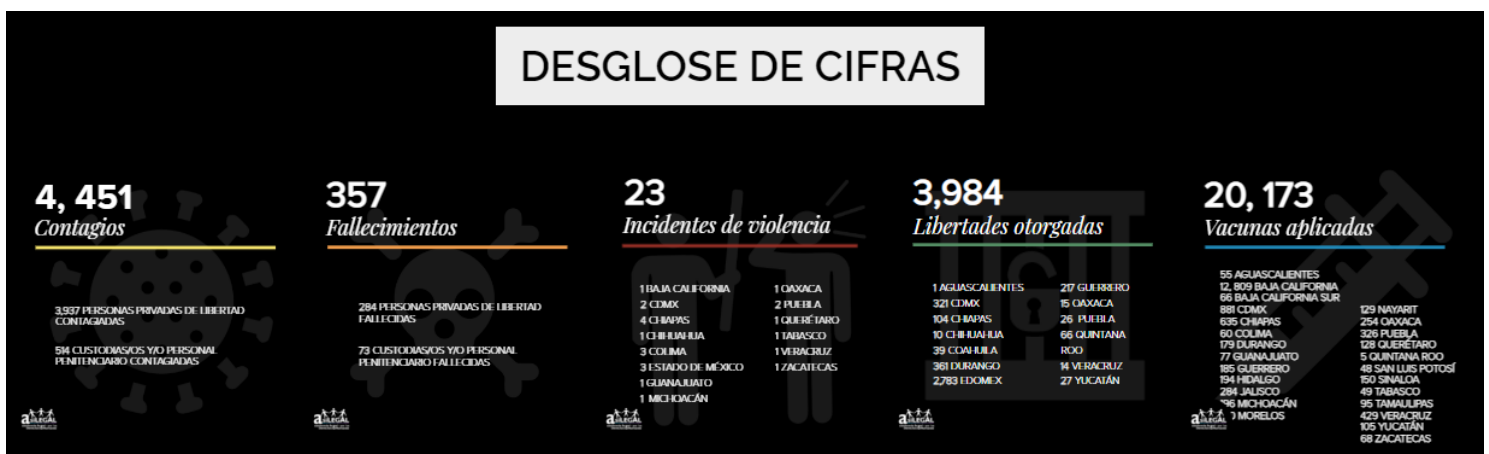 DESGLOSE DE CIFRAS
4, 451
Contagios
3,937 PERSONAS PRIVADAS DE LIBERTAD
CONTAGIADAS
514 CUSTODIAS/OS Y/O PERSONAL
PENITENCIARIO CONTAGIADAS
357
Fallecimientos
284 PERSONAS PRIVADAS DE LIBERTAD
FALLECIDAS
73 CUSTODIAS/OS Y/O PERSONAL
PENITENCIARIO FALLECIDAS
23
Incidentes de violencia
1 BAJA CALIFORNIA
2 CDMX
4 CHIAPAS
1 CHIHUAHUA
3 COLIMA
3 ESTADO DE MÉXICO
1 GUANAJUATO
1 MICHOACÁN
1 OAXACA
2 PUEBLA
1 QUERÉTARO
1 TABASCO
1 VERACRUZ
1 ZACATECAS
3,984
Libertades otorgadas
1 AGUASCALIENTES
321 CDMX
104 CHIAPAS
10 CHIHUAHUA
39 COAHUILA
361 DURANGO
2,783 EDOMEX
217 GUERRERO
15 OAXACA
26 PUEBLA
66 QUINTANA
ROO
14 VERACRUZ
27 YUCATÁN
20, 173
Vacunas aplicadas
55 AGUASCALIENTES
12, 809 BAJA CALIFORNIA
66 BAJA CALIFORNIA SUR
881 CDMX
635 CHIAPAS
60 COLIMA
179 DURANGO
77 GUANAJUATO
185 GUERRERO
194 HIDALGO
284 JALISCO
MICHOACÁN
MORELOS
129 NAYARIT
254 OAXACA
326 PUEBLA
128 QUERÉTARO
5 QUINTANA ROO
48 SAN LUIS POTOSÍ
150 SINALOA
49 TABASCO
95 TAMAULIPAS
429 VERACRUZ
105 YUCATÁN
68 ZACATECAS